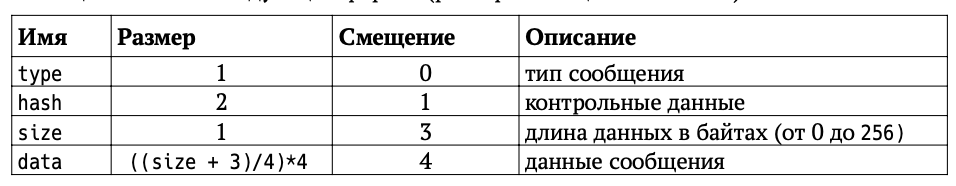 Имя Размер Смещение Описание
type 1 0 тип сообщения
hash 2 1 контрольные данные
size 1 3 длина данных в байтах (от 0 до 256)
data ((size + 3)/4)*4 4 данные сообщения